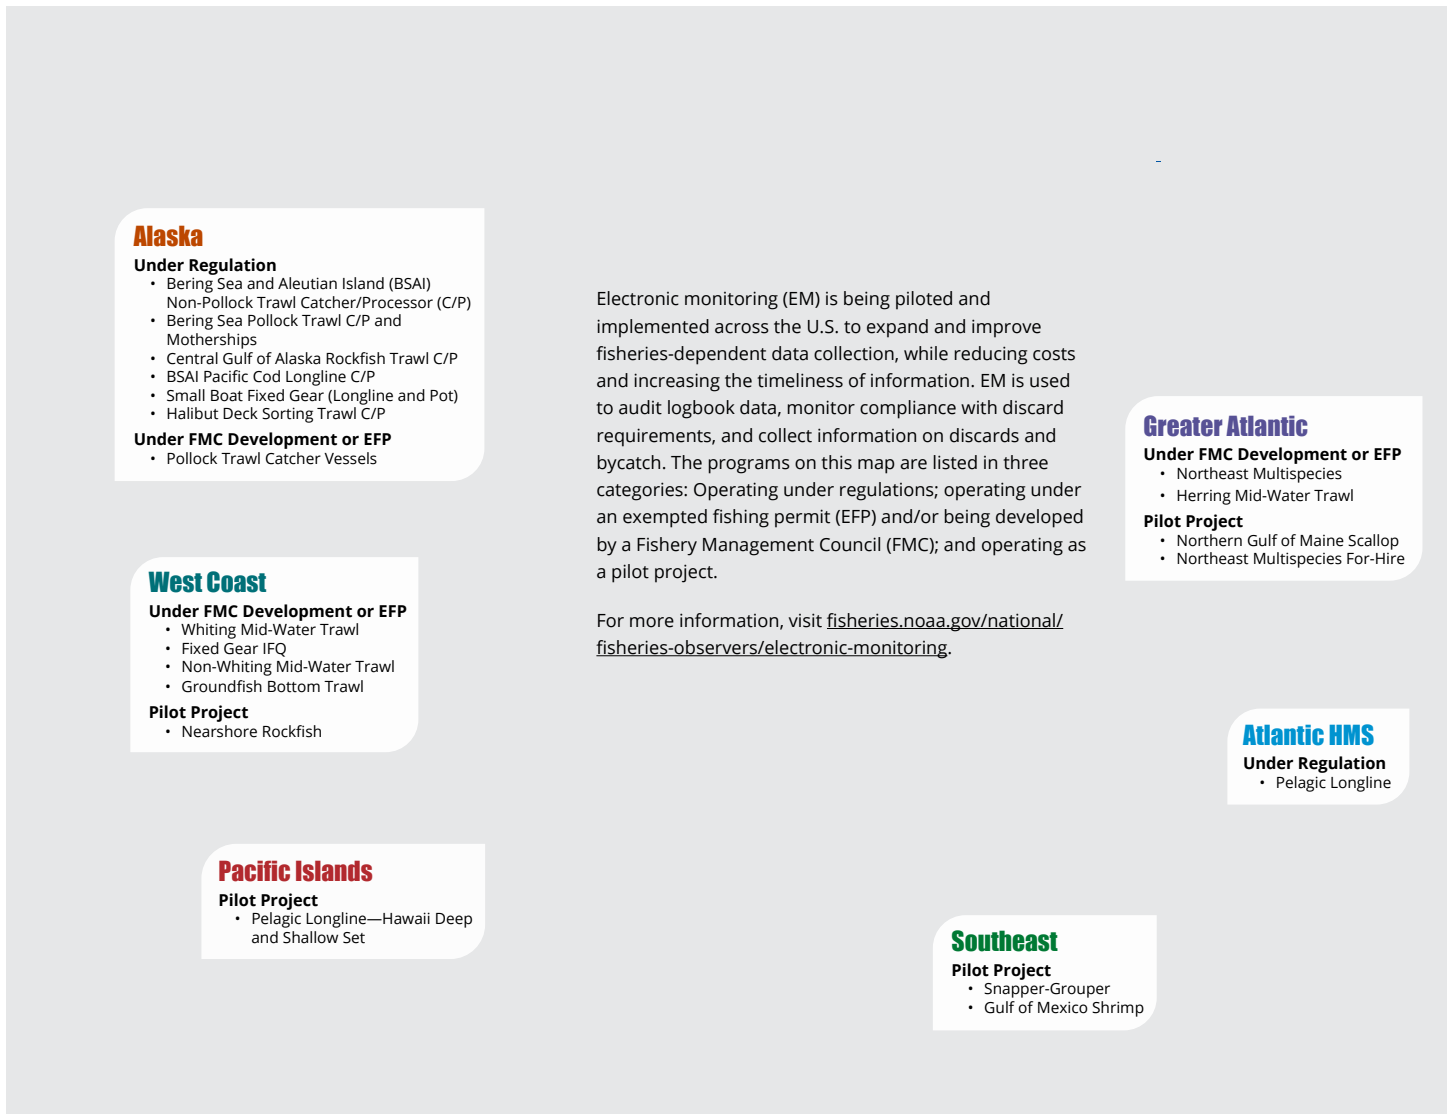 Alaska
Under Regulation
• Bering Sea and Aleutian Island (BSAI)
Non-Pollock Trawl Catcher/Processor (C/P)
• Bering Sea Pollock Trawl C/P and
Motherships
• Central Gulf of Alaska Rockfish Trawl C/P
• BSAI Pacific Cod Longline C/P
• Small Boat Fixed Gear (Longline and Pot)
• Halibut Deck Sorting Trawl C/P
Under FMC Development or EFP
• Pollock Trawl Catcher Vessels
West Coast
Under FMC Development or EFP
• Whiting Mid-Water Trawl
• Fixed Gear IFQ
• Non-Whiting Mid-Water Trawl
• Groundfish Bottom Trawl
Pilot Project
• Nearshore Rockfish
Pacific Islands
Pilot Project
• Pelagic Longline—Hawaii Deep
and Shallow Set
Electronic monitoring (EM) is being piloted and
implemented across the U.S. to expand and improve
fisheries-dependent data collection, while reducing costs
and increasing the timeliness of information. EM is used
to audit logbook data, monitor compliance with discard
requirements, and collect information on discards and
bycatch. The programs on this map are listed in three
categories: Operating under regulations; operating under
an exempted fishing permit (EFP) and/or being developed
by a Fishery Management Council (FMC); and operating as
a pilot project.
For more information, visit fisheries.noaa.gov/national/
fisheries-observers/electronic-monitoring.
Greater Atlantic
Under FMC Development or EFP
• Northeast Multispecies
• Herring Mid-Water Trawl
Pilot Project
• Northern Gulf of Maine Scallop
• Northeast Multispecies For-Hire
Atlantic HMS
Under Regulation
• Pelagic Longline
Southeast
Pilot Project
• Snapper-Grouper
• Gulf of Mexico Shrimp